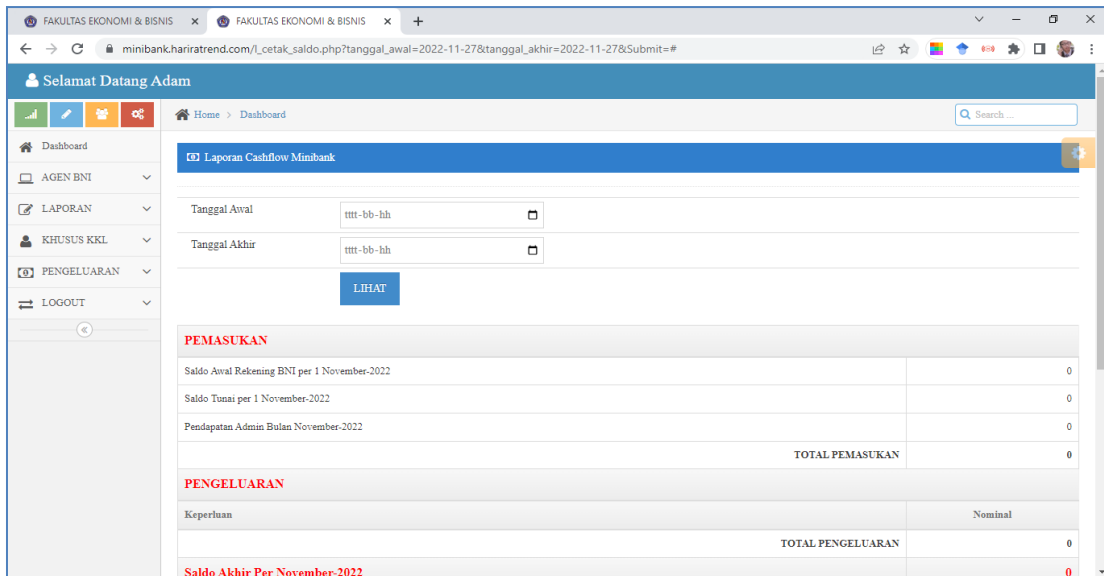 FAKULTAS EKONOMI & BISNIS
FAKULTAS EKONOMI & BISNIS
minibank.hariratrend.com/l_cetak_saldo.php?tanggal_awal=2022-11-27&tanggal_akhir=2022-11-27&Submit=#
Selamat Datang Adam
Home > Dashboard
Search ...
Dashboard
AGEN BNI
LAPORAN
KHUSUS KKL
PENGELUARAN
LOGOUT
Laporan Cashflow Minibank
Tanggal Awal tttt-bb-hh
Tanggal Akhir tttt-bb-hh
LIHAT
PEMASUKAN
Saldo Awal Rekening BNI per 1 November-2022 0
Saldo Tunai per 1 November-2022 0
Pendapatan Admin Bulan November-2022 0
TOTAL PEMASUKAN 0
PENGELUARAN
Keperluan Nominal
TOTAL PENGELUARAN 0
Saldo Akhir Per November-2022 0